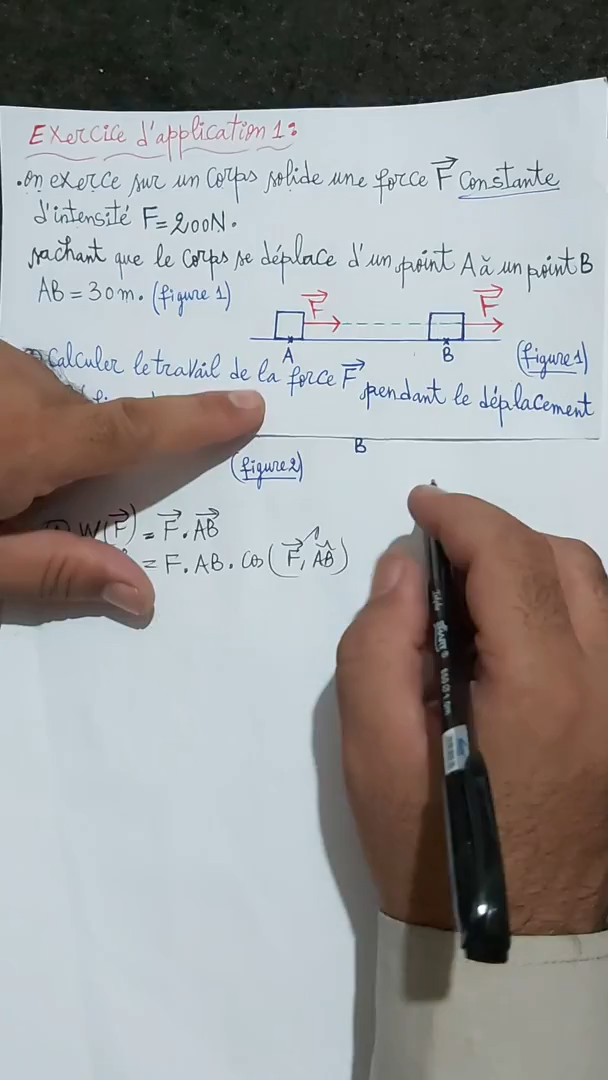 Exercice d'application 1:
.on exerce sur un corps solide une force F⃗ Constante
d'intensité F=200N.
sachant que le corps se déplace d'un point A à un point B
AB = 30m. (figure 1)
F⃗ F⃗
A B (figure 1)
Calculer le travail de la force F⃗ pendant le déplacement
B
(figure2)
W(F⃗) = F⃗.AB⃗
= F.AB.cos(F⃗, AB⃗)